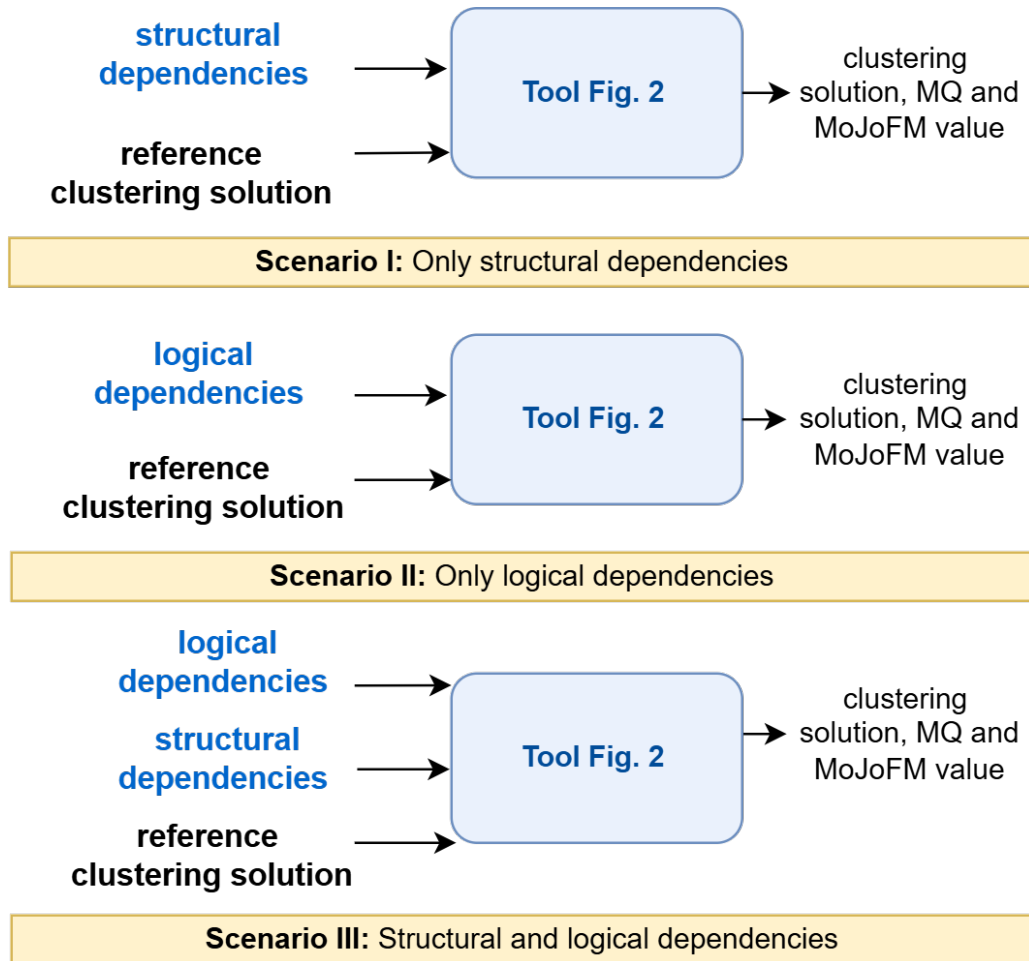 structural
dependencies
reference
clustering solution
Tool Fig. 2
clustering
solution, MQ and
MoJoFM value
Scenario I: Only structural dependencies
logical
dependencies
reference
clustering solution
Tool Fig. 2
clustering
solution, MQ and
MoJoFM value
Scenario II: Only logical dependencies
logical
dependencies
structural
dependencies
reference
clustering solution
Tool Fig. 2
clustering
solution, MQ and
MoJoFM value
Scenario III: Structural and logical dependencies